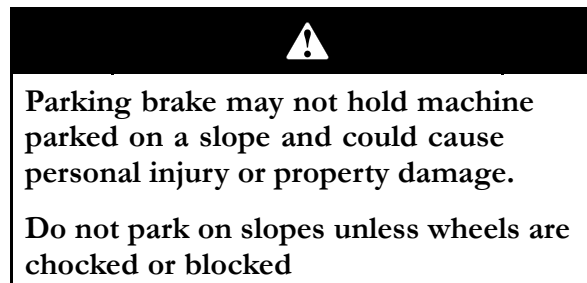 Parking brake may not hold machine
parked on a slope and could cause
personal injury or property damage.
Do not park on slopes unless wheels are
chocked or blocked